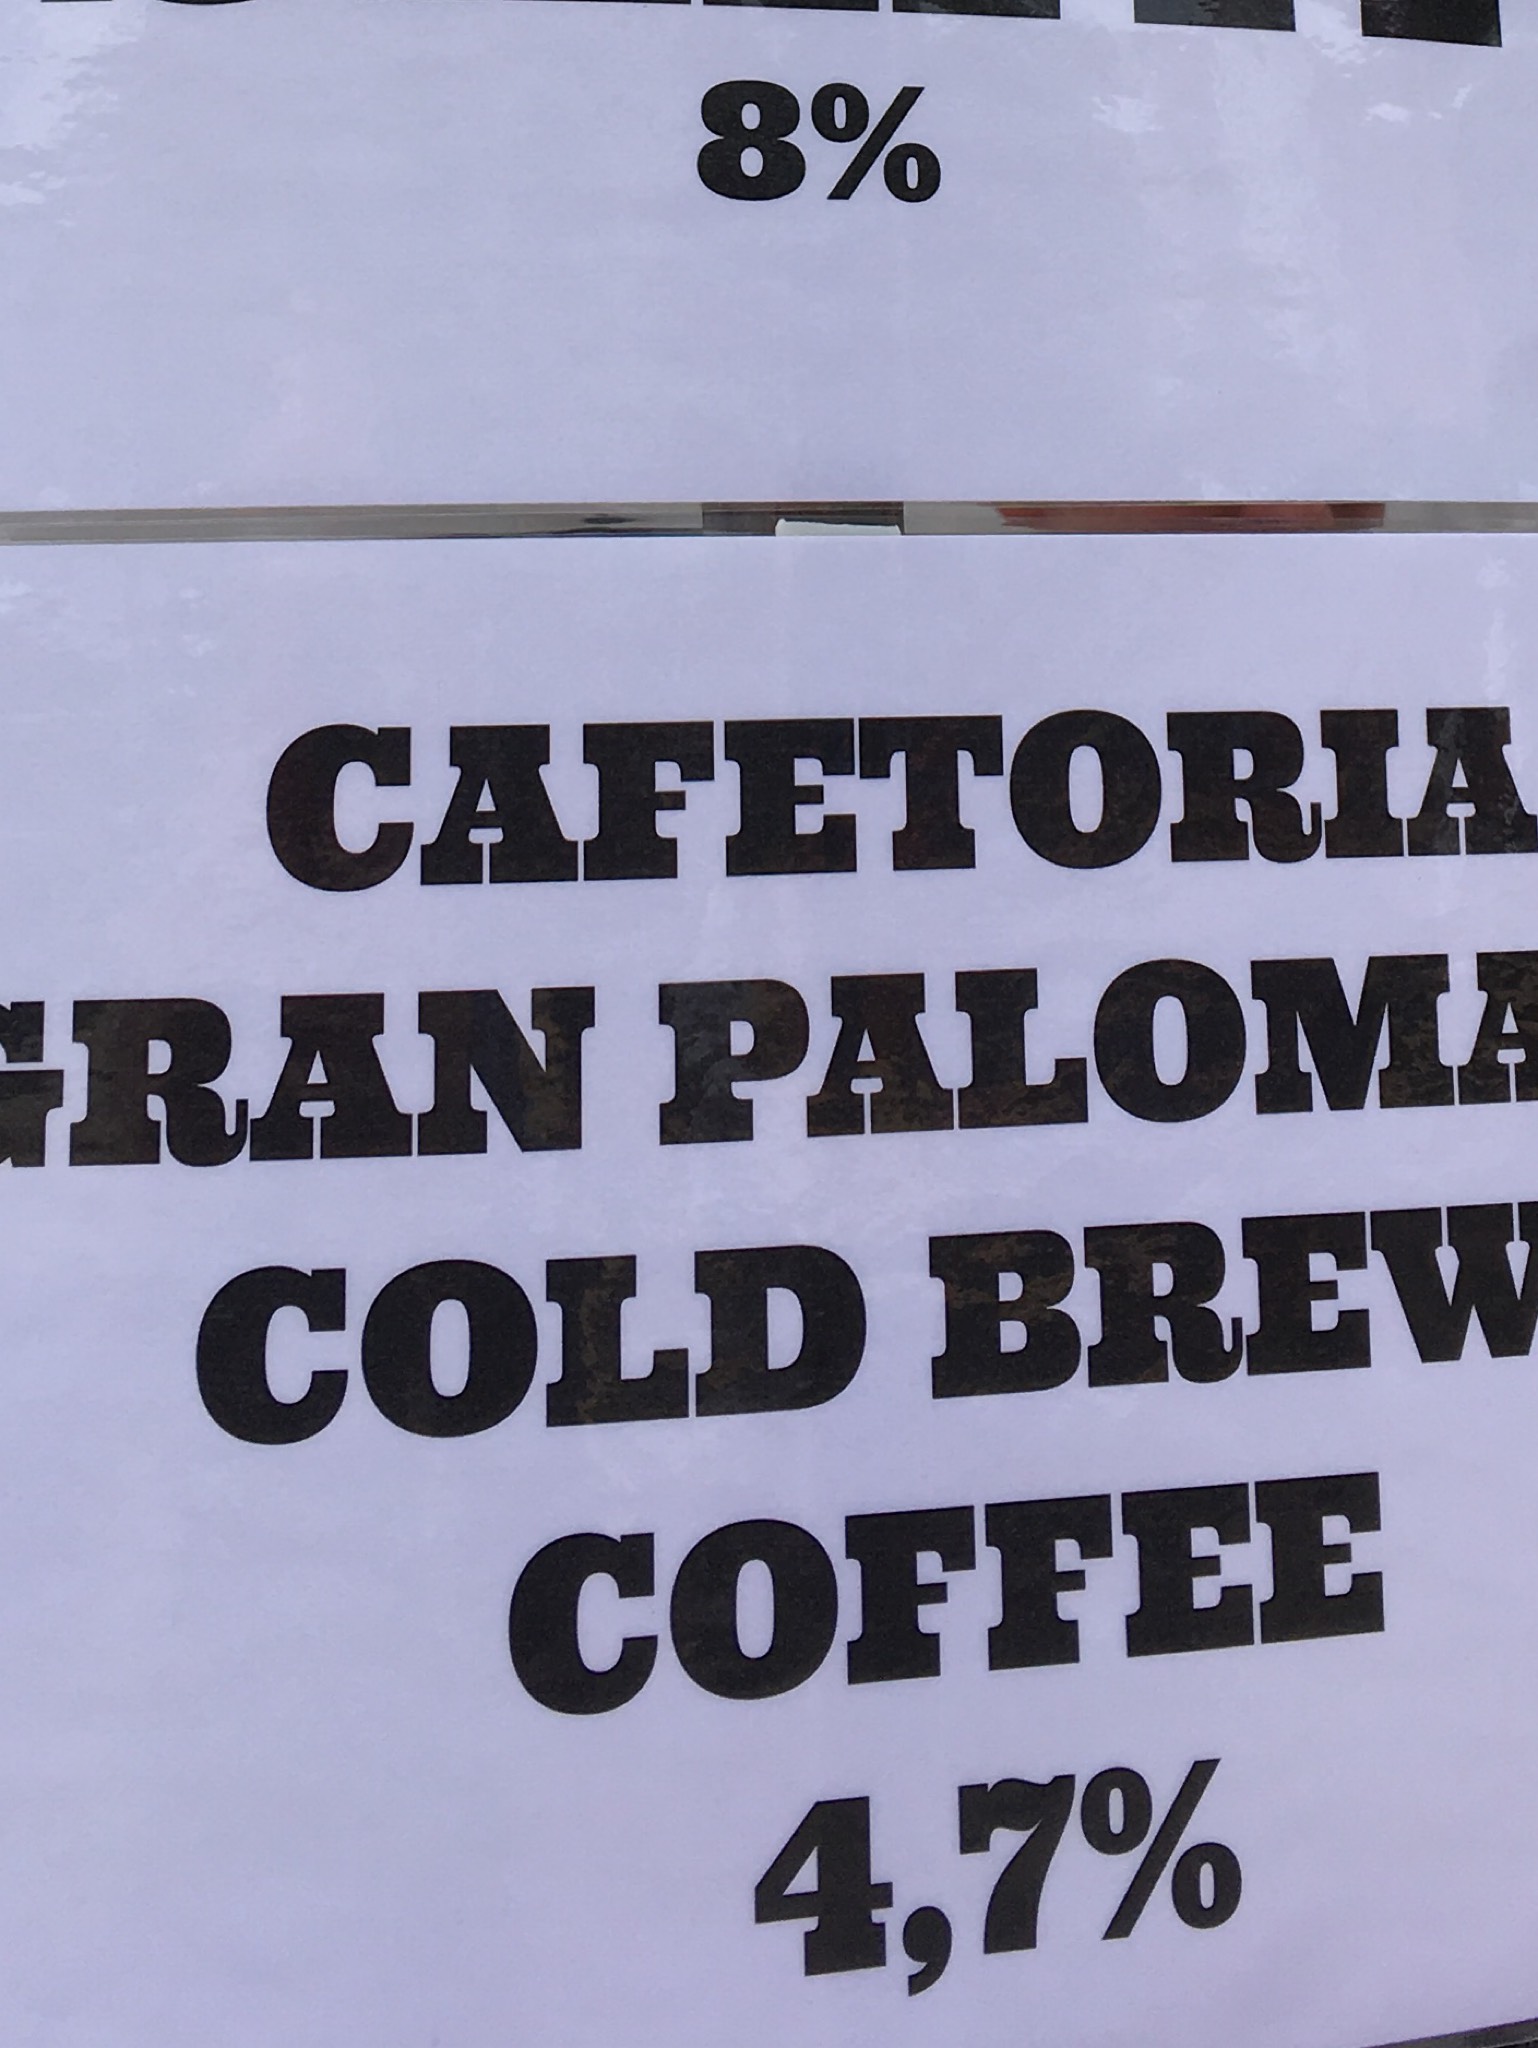 8%
CAFETORIA
GRAN PALOMA
COLD BREW
COFFEE
4,7%